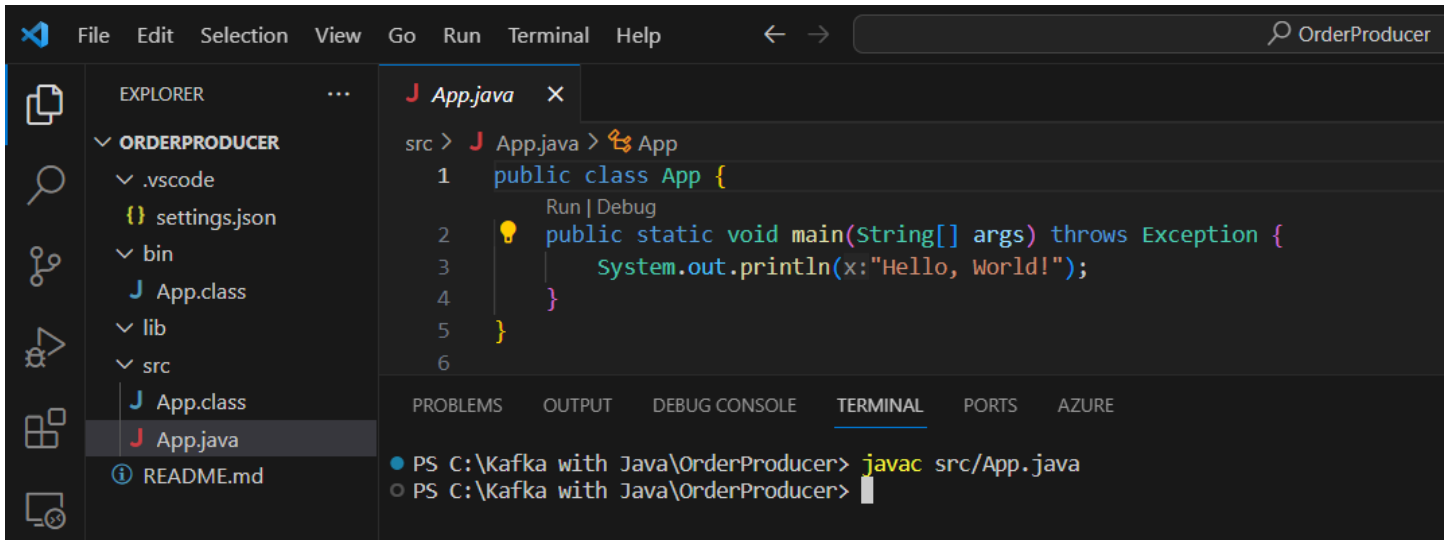 File Edit Selection View Go Run Terminal Help OrderProducer
EXPLORER ...
ORDERPRODUCER
.vscode
{} settings.json
bin
J App.class
lib
src
J App.class
J App.java
README.md
J App.java
src > J App.java > App
1 public class App {
Run | Debug
2 public static void main(String[] args) throws Exception {
3 System.out.println(x:"Hello, World!");
4 }
5 }
6
PROBLEMS OUTPUT DEBUG CONSOLE TERMINAL PORTS AZURE
PS C:\Kafka with Java\OrderProducer> javac src/App.java
PS C:\Kafka with Java\OrderProducer>